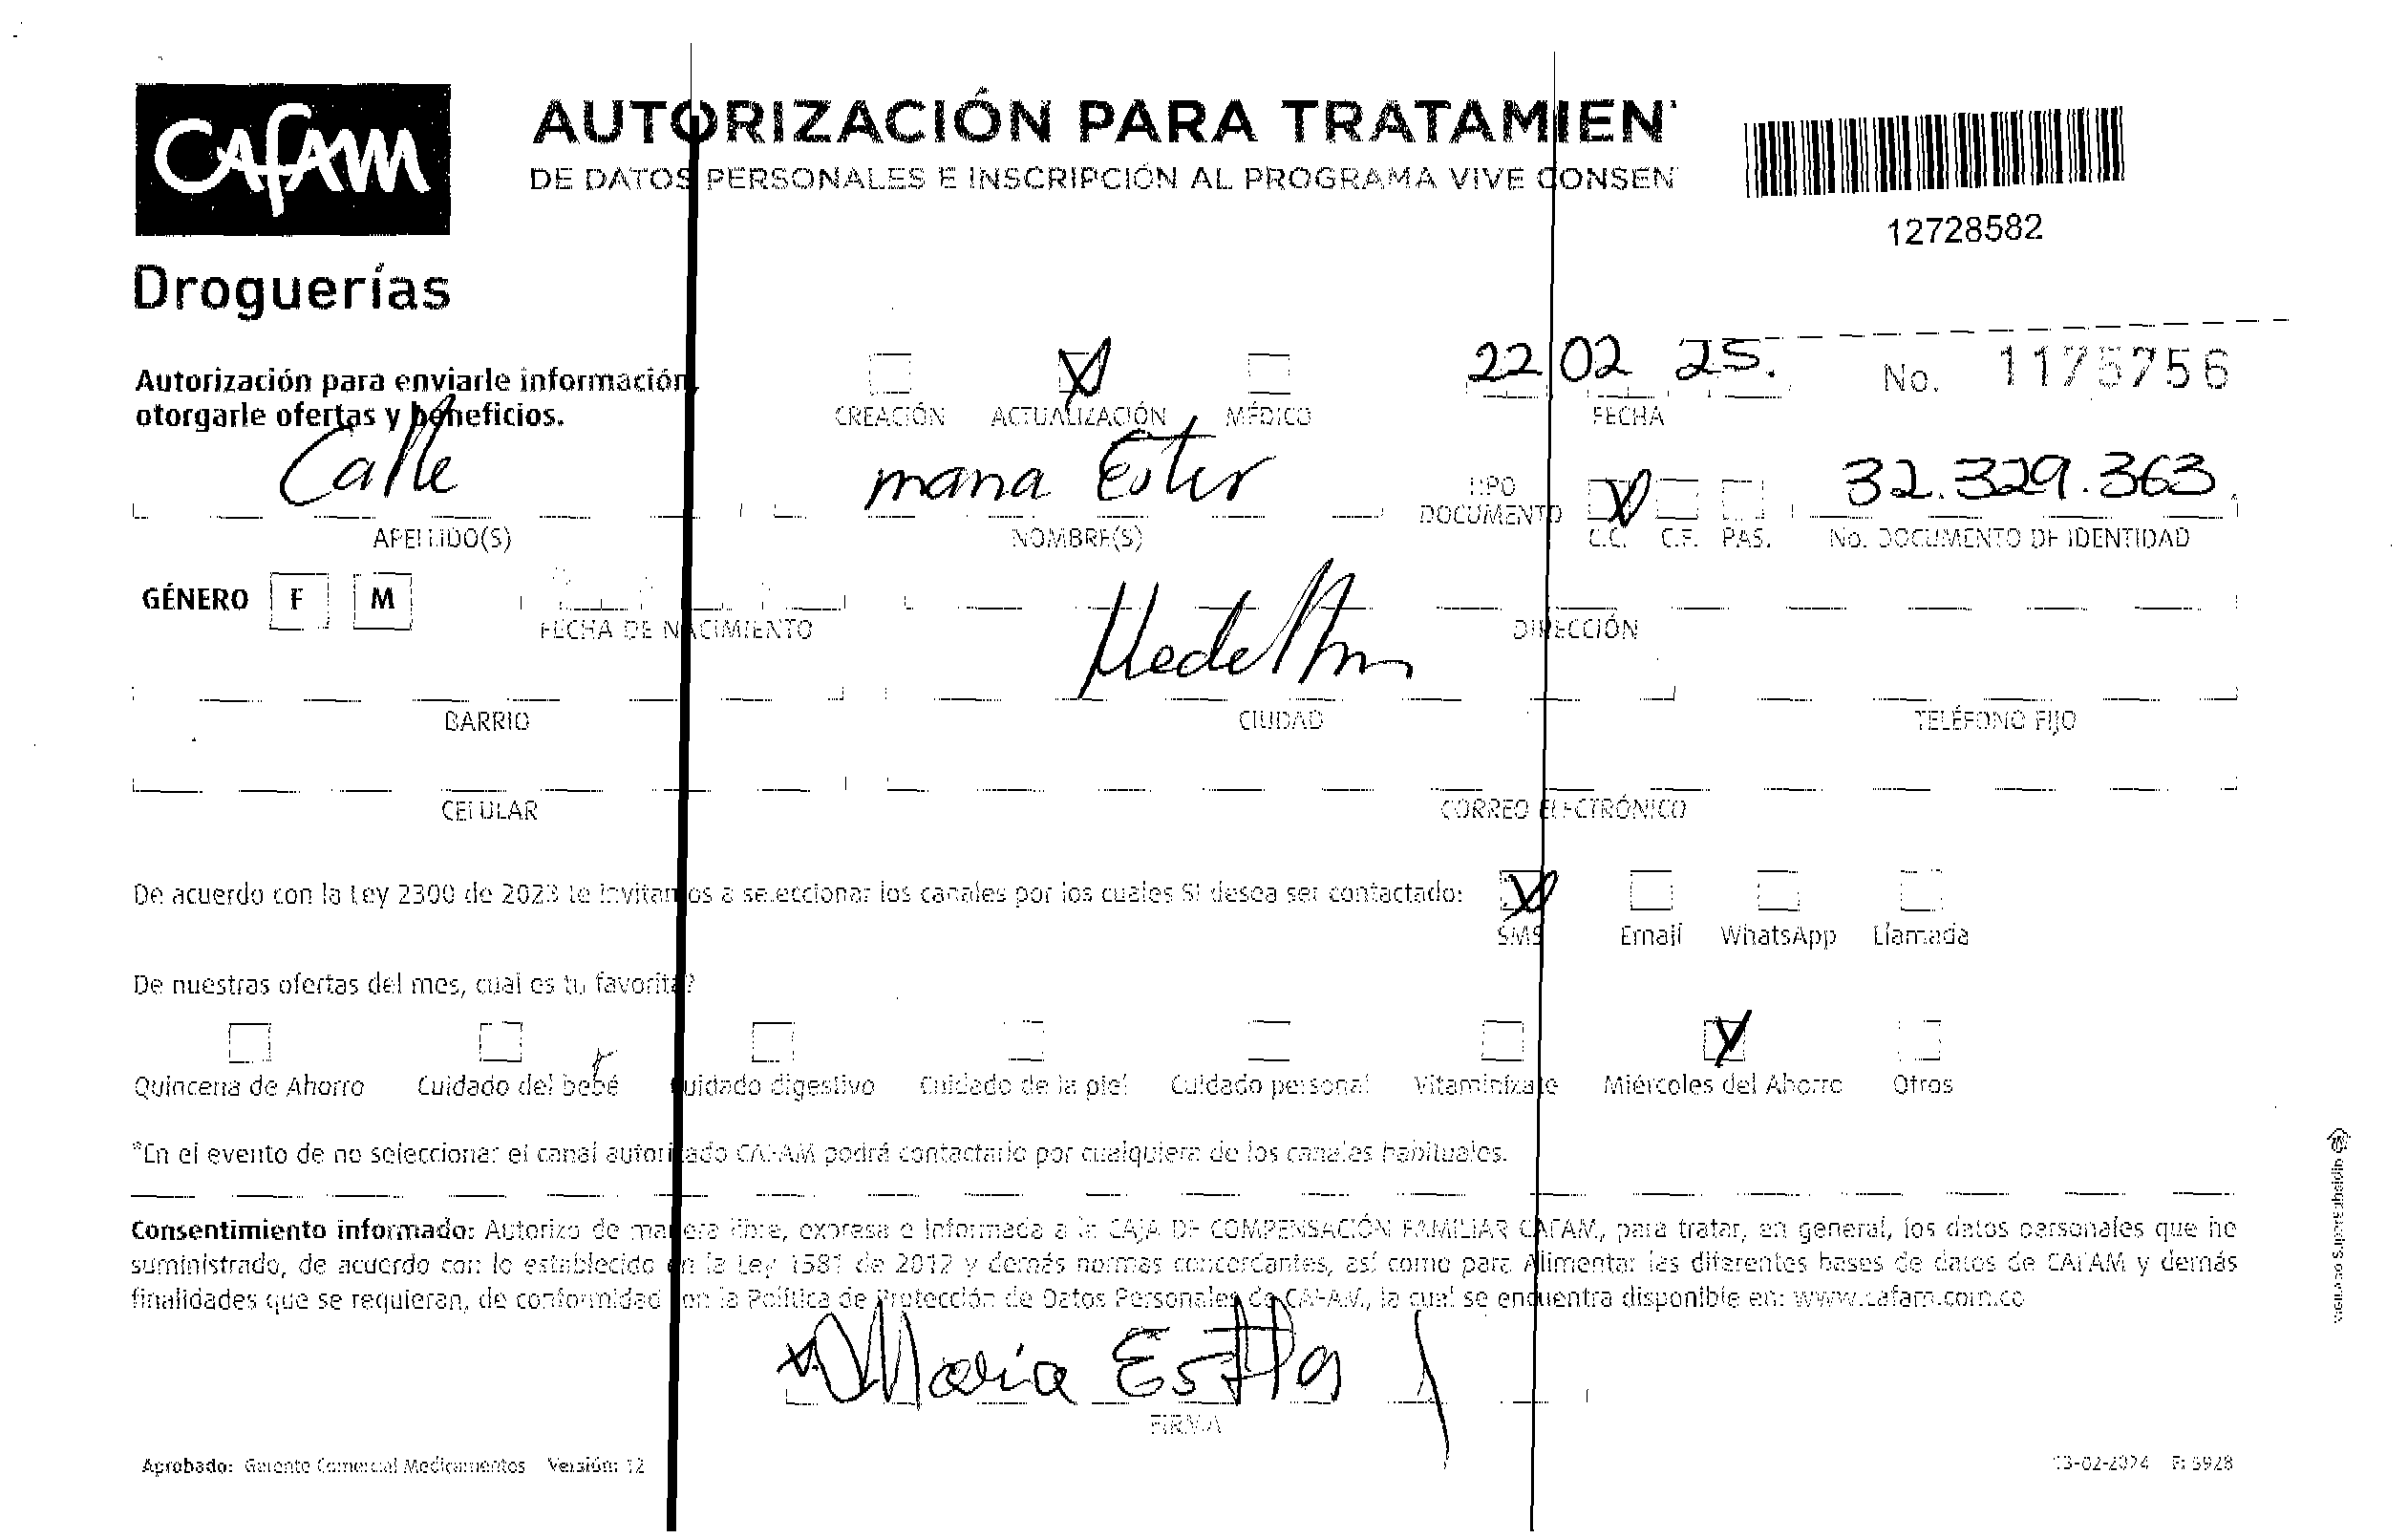 CAFAM
Droguerías
AUTORIZACIÓN PARA TRATAMIEN
DE DATOS PERSONALES E INSCRIPCIÓN AL PROGRAMA VIVE CONSEN
12728582
Autorización para enviarle información,
otorgarle ofertas y beneficios.
CREACIÓN X ACTUALIZACIÓN MÉDICO
22 02 25.
FECHA
No. 1175756
Calle
APELLIDO(S)
maria Ester
NOMBRE(S)
TIPO
DOCUMENTO
X C.C. C.E. PAS.
32.329.363.
No. DOCUMENTO DE IDENTIDAD
GÉNERO F M
FECHA DE NACIMIENTO
DIRECCIÓN
BARRIO
Medellin
CIUDAD
TELÉFONO FIJO
CELULAR
CORREO ELECTRÓNICO
De acuerdo con la Ley 2300 de 2023 te invitamos a seleccionar los canales por los cuales SI desea ser contactado:
X SMS Email WhatsApp Llamada
De nuestras ofertas del mes, cual es tu favorita?
Quincena de Ahorro Cuidado del bebé Cuidado digestivo Cuidado de la piel Cuidado personal Vitamínizate X Miércoles del Ahorro Otros
*En el evento de no seleccionar el canal autorizado CAFAM podrá contactarlo por cualquiera de los canales habituales.
Consentimiento informado: Autorizo de manera libre, expresa e informada a la CAJA DE COMPENSACIÓN FAMILIAR CAFAM, para tratar, en general, los datos personales que he
suministrado, de acuerdo con lo establecido en la Ley 1581 de 2012 y demás normas concordantes, así como para alimentar las diferentes bases de datos de CAFAM y demás
finalidades que se requieran, de conformidad con la Política de Protección de Datos Personales de CAFAM, la cual se encuentra disponible en: www.cafam.com.co
x Maria Estha
FIRMA
Aprobado: Gerente Comercial Medicamentos Versión: 12
13-02-2024 F: 5928